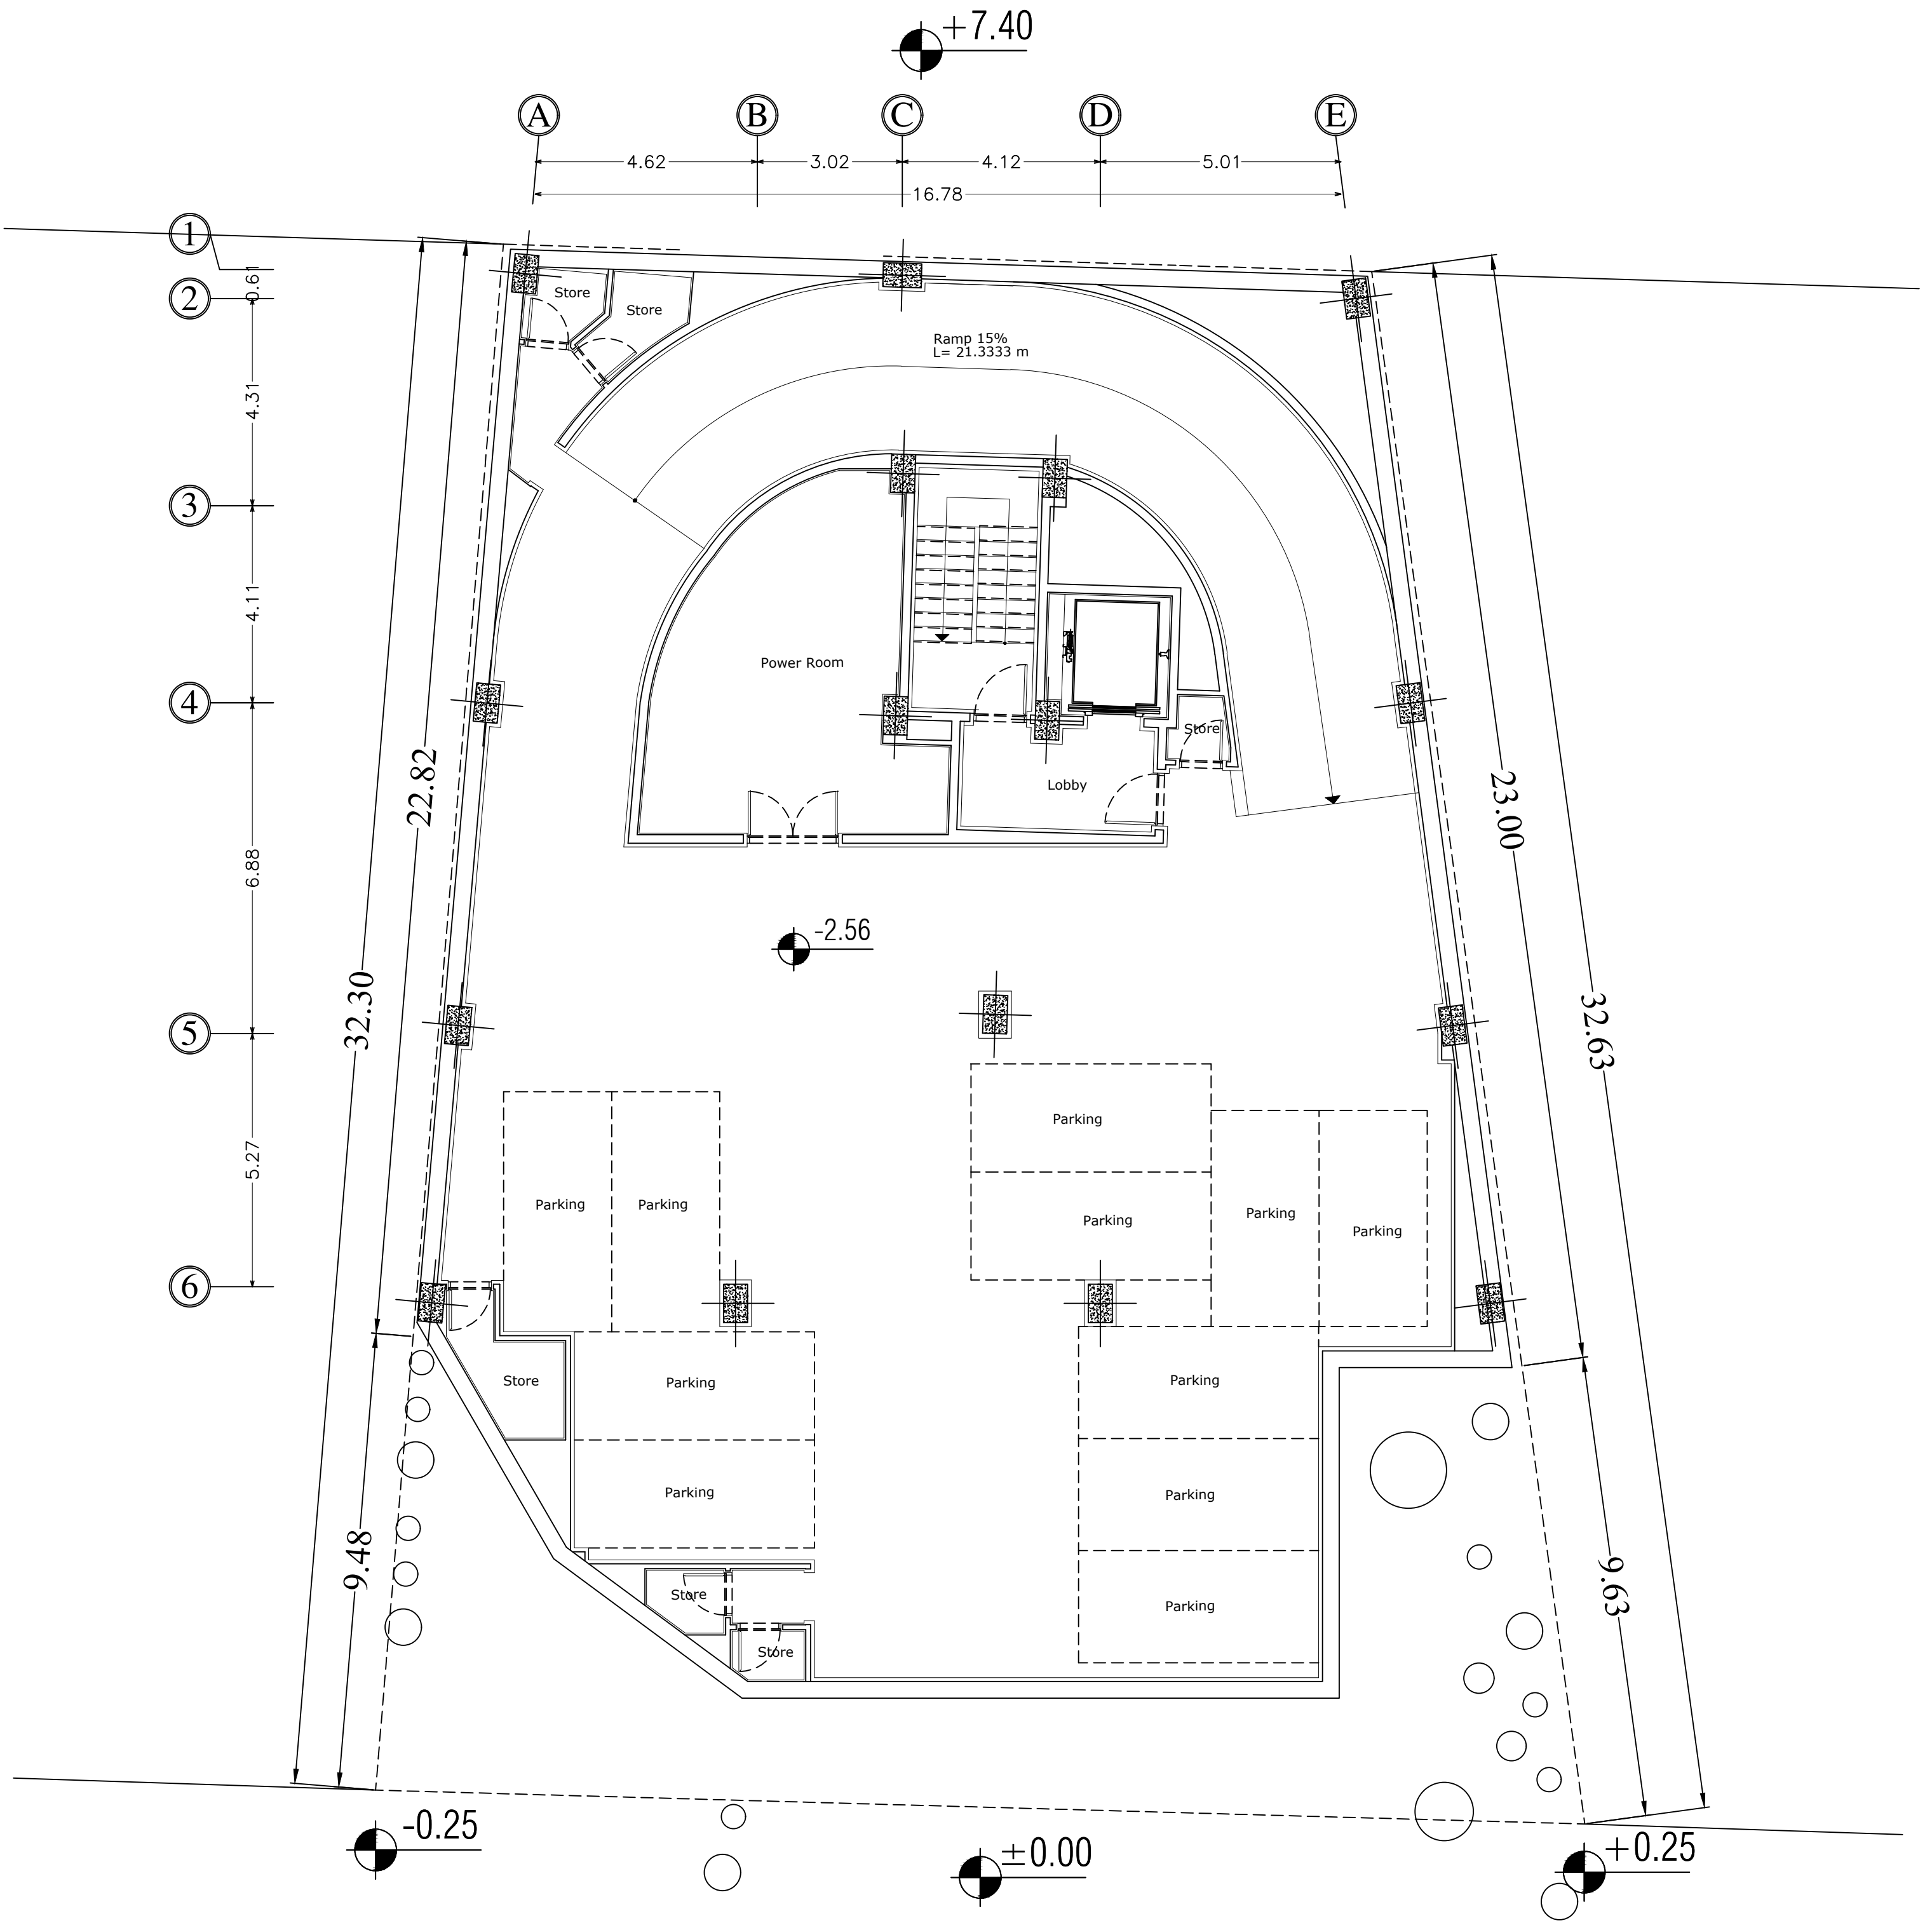 +7.40
A B C D E
4.62 3.02 4.12 5.01
16.78
1
0.61
2
Store
Store
Ramp 15%
L= 21.3333 m
4.31
3
4.11
Power Room
4
Store
22.82
Lobby
23.00
6.88
-2.56
32.30
5
32.63
Parking
5.27
Parking
Parking
Parking
Parking
Parking
6
Store
Parking
Parking
Parking
Parking
9.48
Store
Parking
9.63
Store
-0.25
±0.00
+0.25